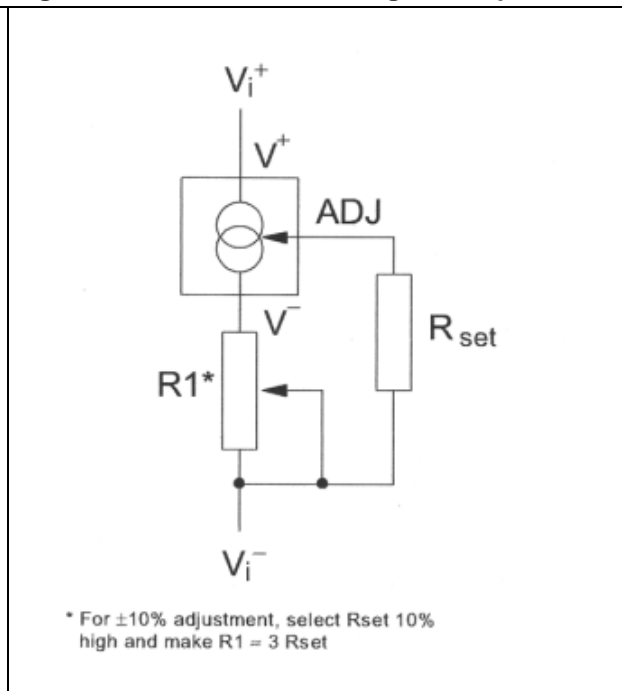 Vi+
V+
ADJ
V−
Rset
R1*
Vi−
* For ±10% adjustment, select Rset 10%
high and make R1 = 3 Rset